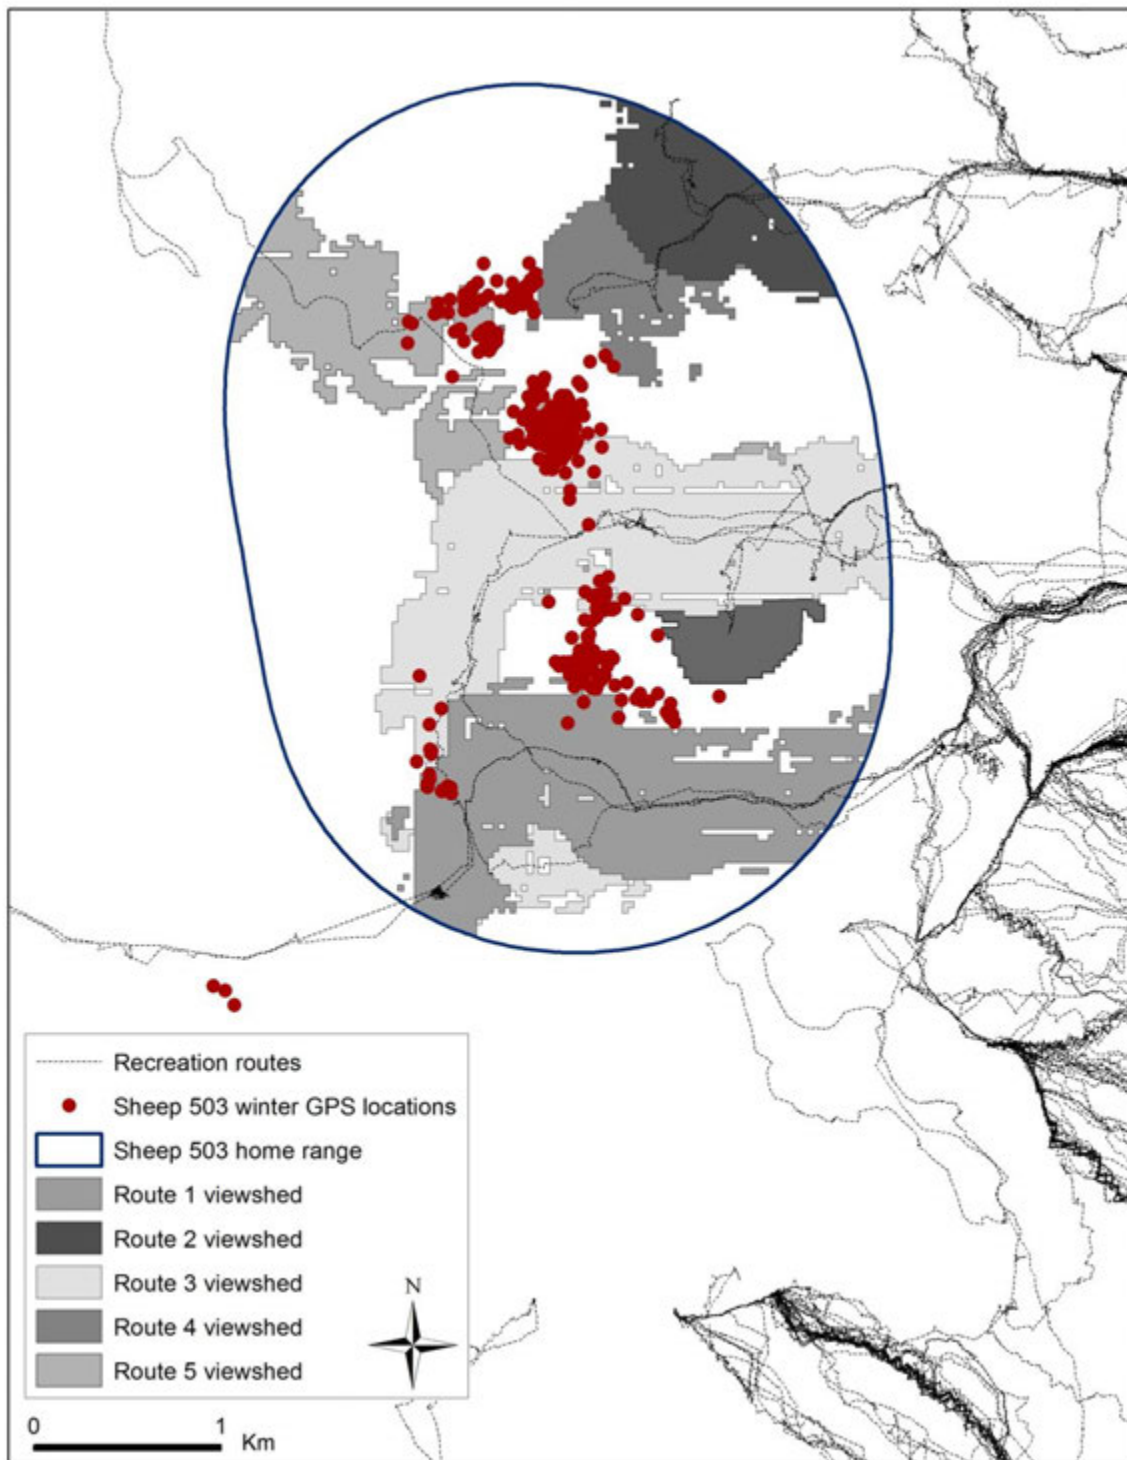 Recreation routes
Sheep 503 winter GPS locations
Sheep 503 home range
Route 1 viewshed
Route 2 viewshed
Route 3 viewshed
Route 4 viewshed
Route 5 viewshed
N
0 1
Km